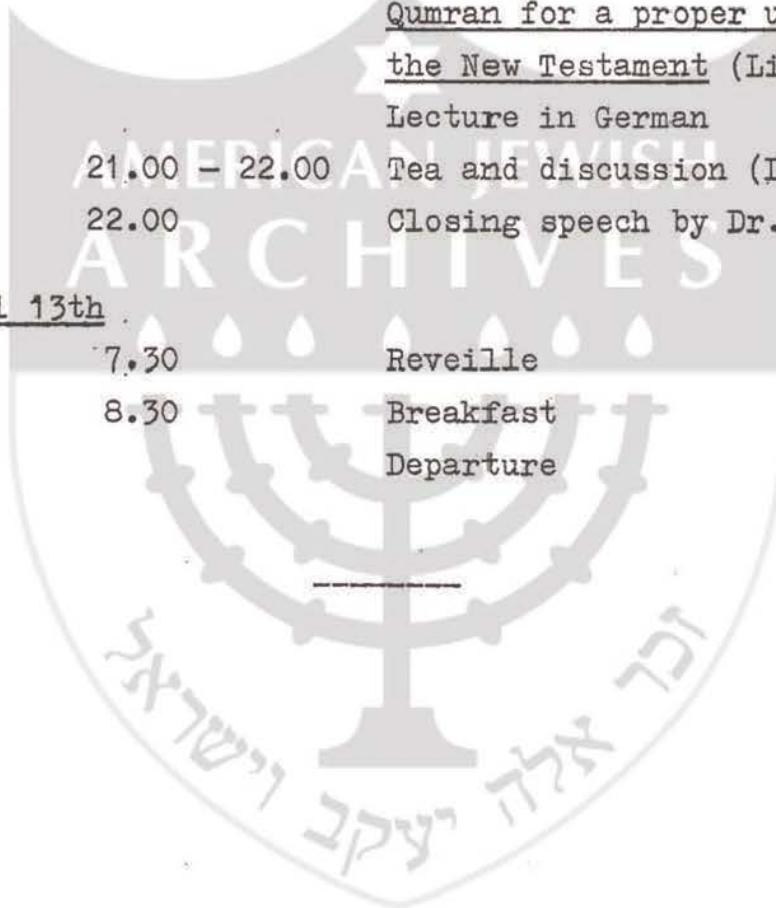 Qumran for a proper u
the New Testament (Li
Lecture in German
21.00 - 22.00 Tea and discussion (I
22.00 Closing speech by Dr.
l 13th
7.30 Reveille
8.30 Breakfast
Departure
AMERICAN JEWISH
ARCHIVES
זכר אלה יעקב וישראל